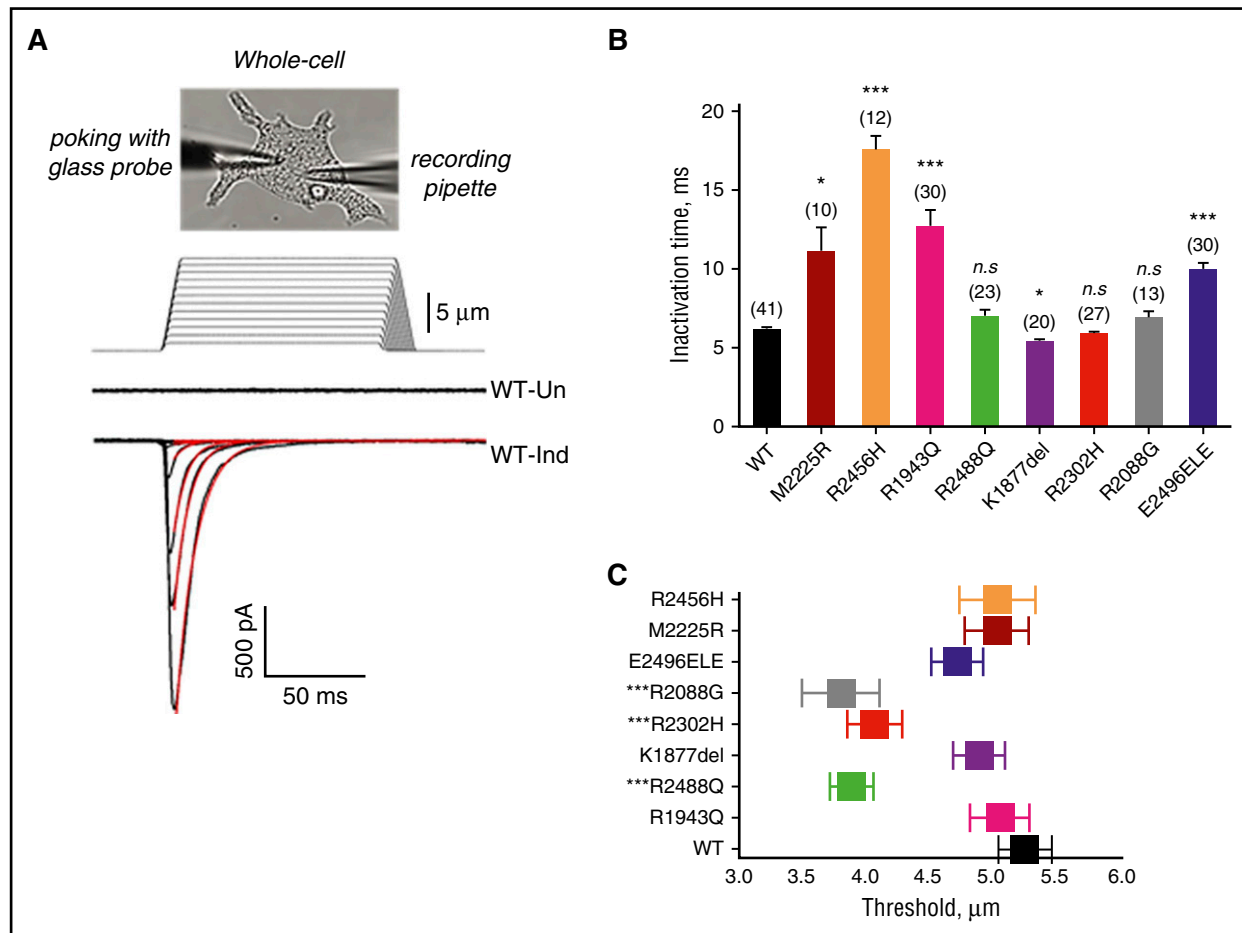 A
Whole-cell
poking with
glass probe
recording
pipette
5 μm
WT-Un
WT-Ind
500 pA
50 ms
B
Inactivation time, ms
20
15
10
5
0
(41)
*
(10)
***
(12)
***
(30)
n.s
(23)
*
(20)
n.s
(27)
n.s
(13)
***
(30)
WT
M2225R
R2456H
R1943Q
R2488Q
K1877del
R2302H
R2088G
E2496ELE
C
R2456H
M2225R
E2496ELE
***R2088G
***R2302H
K1877del
***R2488Q
R1943Q
WT
3.0 3.5 4.0 5.0 5.5 6.0
Threshold, μm